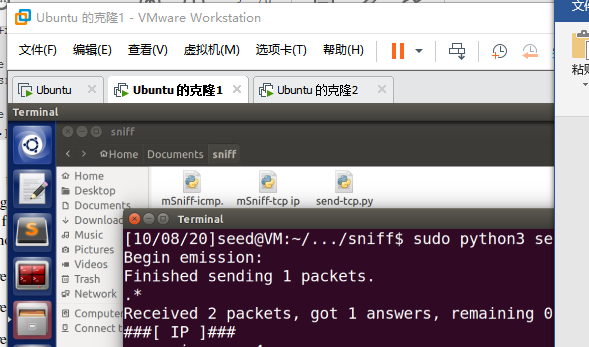 Ubuntu 的克隆1 - VMware Workstation
文件
文件(F) 编辑(E) 查看(V) 虚拟机(M) 选项卡(T) 帮助(H)
粘贴
Ubuntu Ubuntu 的克隆1 Ubuntu 的克隆2
Terminal
sniff
Home Documents sniff
Home
Desktop
Documents
Downloa
Music
Pictures
Videos
Trash
Network
Computer
Connect t
mSniff-icmp. mSniff-tcp ip send-tcp.py
Terminal
[10/08/20]seed@VM:~/.../sniff$ sudo python3 se
Begin emission:
Finished sending 1 packets.
.*
Received 2 packets, got 1 answers, remaining 0
###[ IP ]###